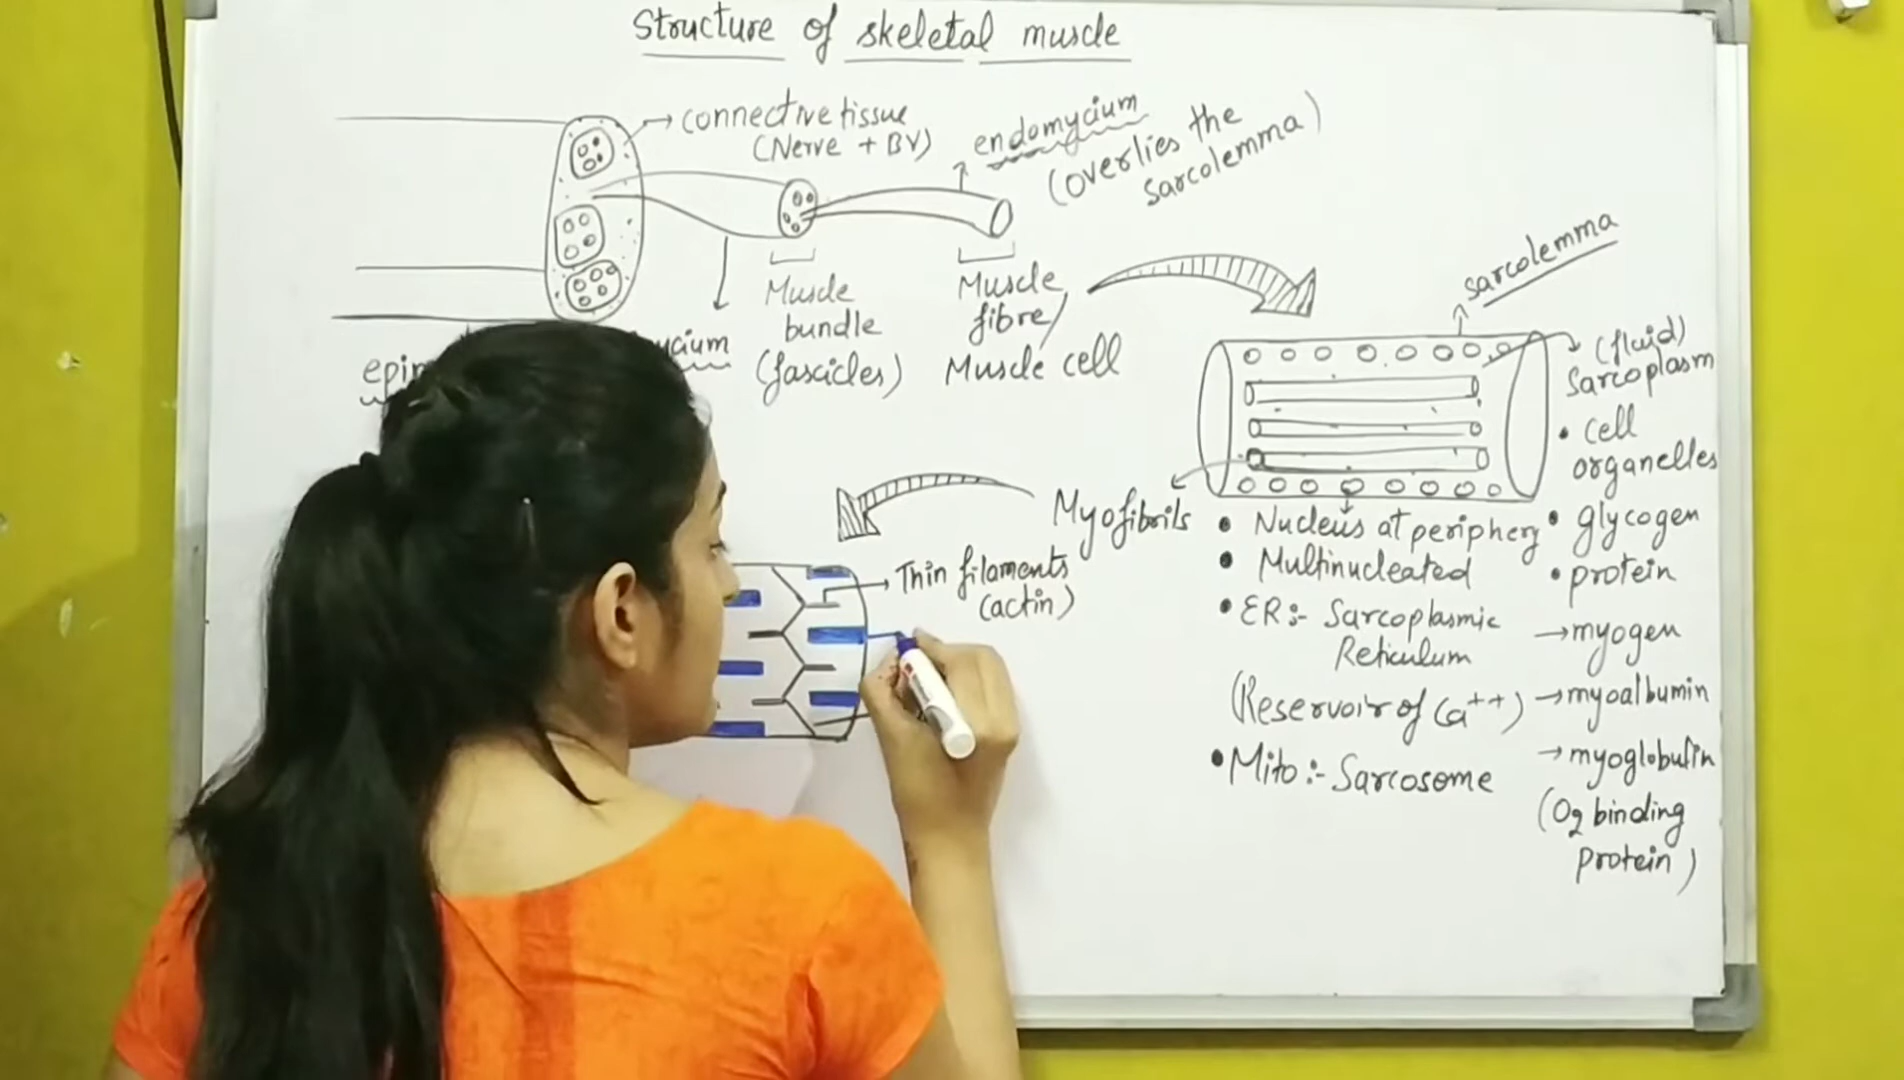 Structure of skeletal muscle
connective tissue
(Nerve + BV)
endomycium
(overlies the
sarcolemma)
Muscle
bundle
(fascicles)
Muscle
fibre/
Muscle cell
sarcolemma
(fluid)
Sarcoplasm
• cell
organelles
• glycogen
• protein
→myogen
→myoalbumin
→myoglobulin
(O2 binding
protein)
Myofibrils
• Nucleus at periphery
• Multinucleated
• ER:- Sarcoplasmic
Reticulum
(Reservoir of Ca++)
• Mito:- Sarcosome
Thin filaments
(actin)